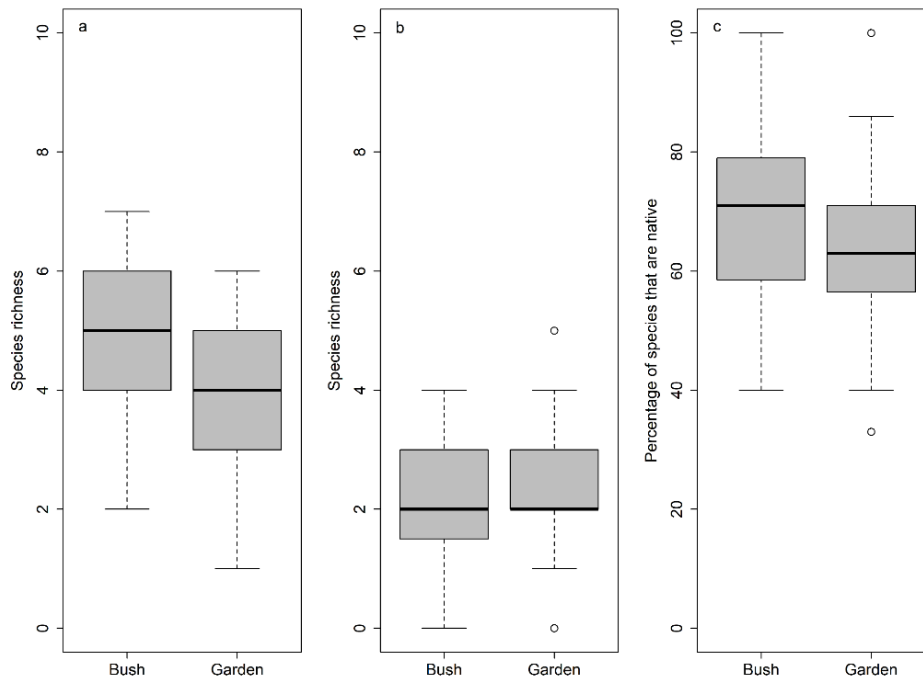 a
Species richness
10
8
6
4
2
0
Bush
Garden
b
Species richness
10
8
6
4
2
0
Bush
Garden
c
Percentage of species that are native
100
80
60
40
20
0
Bush
Garden